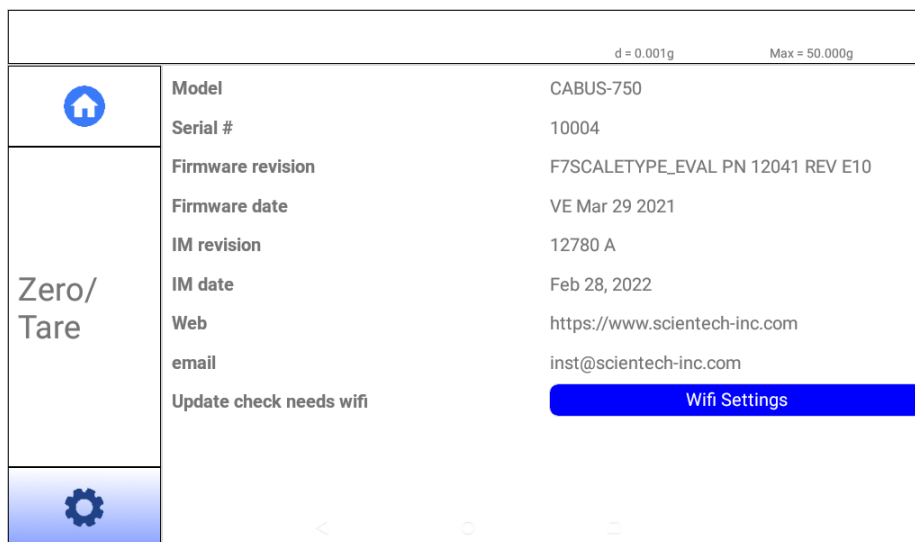 d = 0.001g Max = 50.000g
Model CABUS-750
Serial # 10004
Firmware revision F7SCALETYPE_EVAL PN 12041 REV E10
Firmware date VE Mar 29 2021
IM revision 12780 A
IM date Feb 28, 2022
Web https://www.scientech-inc.com
email inst@scientech-inc.com
Update check needs wifi Wifi Settings
Zero/
Tare